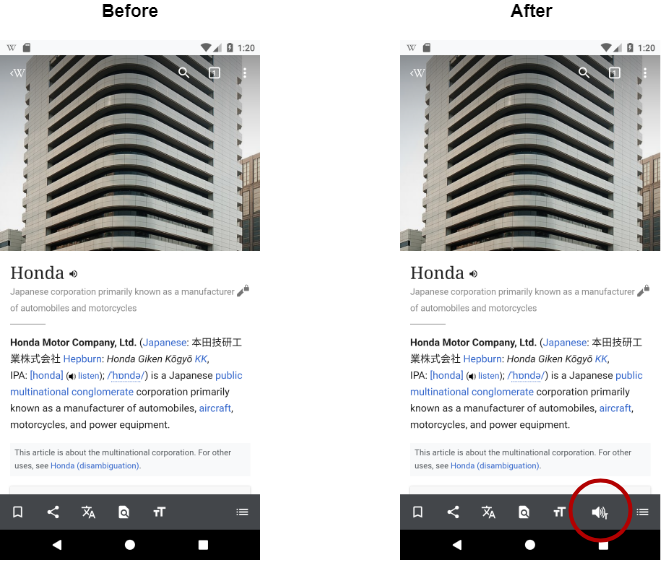 Before
After
W 1:20
W 1
Honda
Japanese corporation primarily known as a manufacturer
of automobiles and motorcycles
Honda Motor Company, Ltd. (Japanese: 本田技研工
業株式会社 Hepburn: Honda Giken Kōgyō KK,
IPA: [honda] (listen); /ˈhɒndə/) is a Japanese public
multinational conglomerate corporation primarily
known as a manufacturer of automobiles, aircraft,
motorcycles, and power equipment.
This article is about the multinational corporation. For other
uses, see Honda (disambiguation).
W 1:20
W 1
Honda
Japanese corporation primarily known as a manufacturer
of automobiles and motorcycles
Honda Motor Company, Ltd. (Japanese: 本田技研工
業株式会社 Hepburn: Honda Giken Kōgyō KK,
IPA: [honda] (listen); /ˈhɒndə/) is a Japanese public
multinational conglomerate corporation primarily
known as a manufacturer of automobiles, aircraft,
motorcycles, and power equipment.
This article is about the multinational corporation. For other
uses, see Honda (disambiguation).